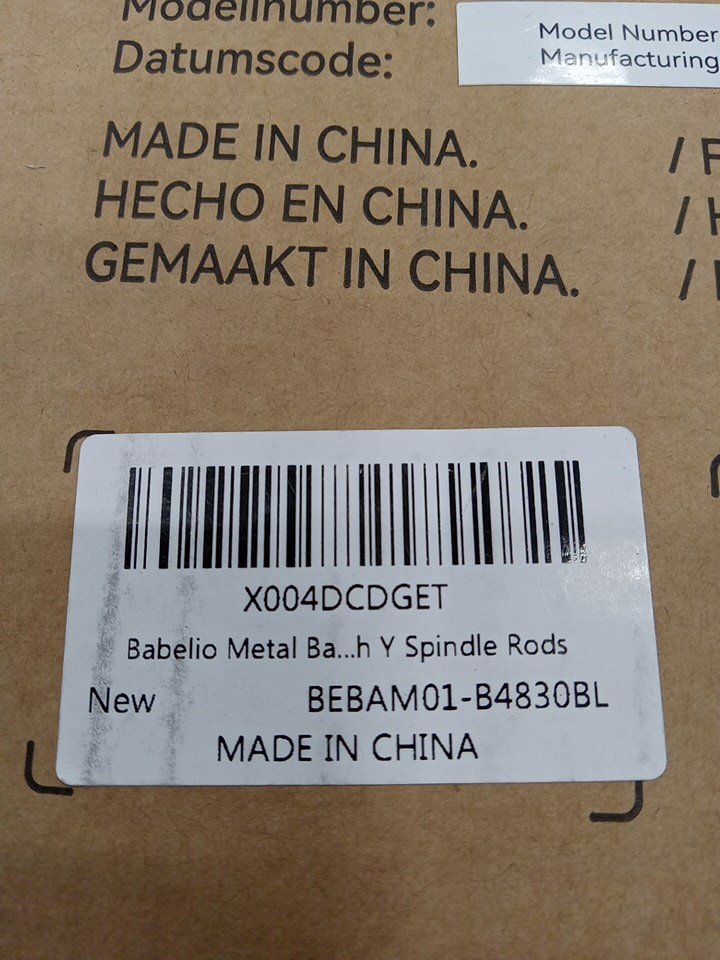 Modellnummer:
Datumscode:
Model Number
Manufacturing
MADE IN CHINA.
HECHO EN CHINA.
GEMAAKT IN CHINA.
/
/
/
X004DCDGET
Babelio Metal Ba...h Y Spindle Rods
New BEBAM01-B4830BL
MADE IN CHINA